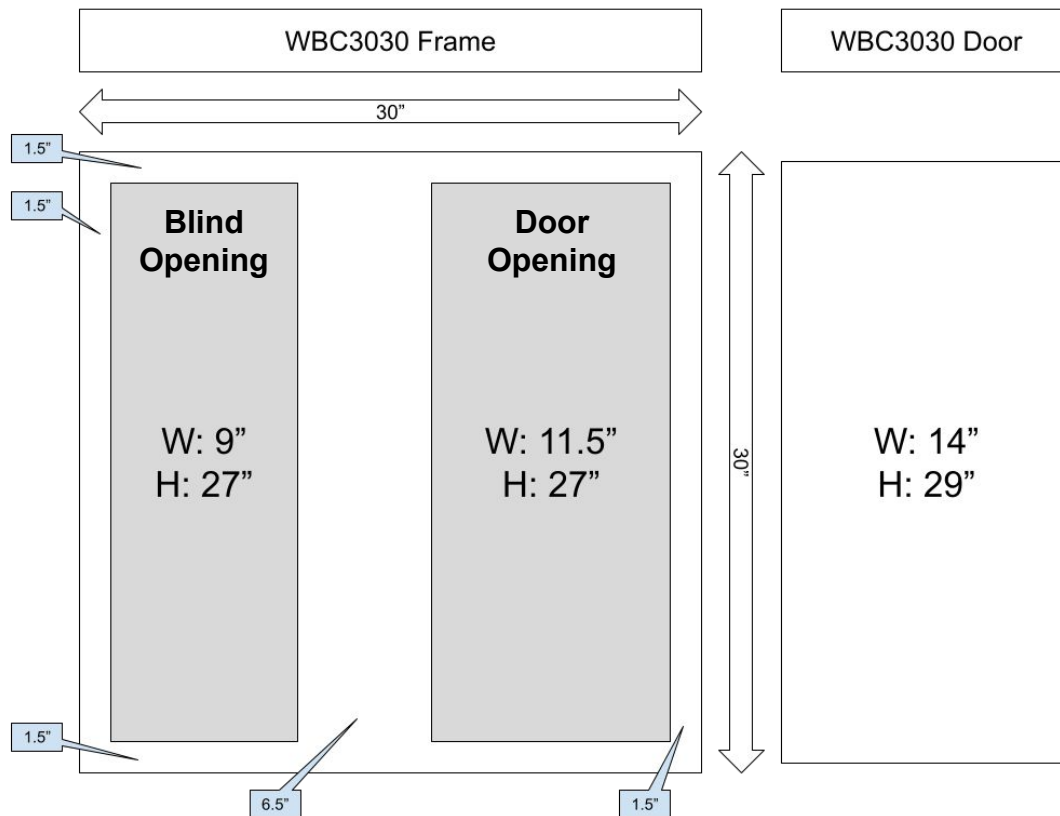 WBC3030 Frame
WBC3030 Door
30”
1.5”
1.5”
Blind
Opening
Door
Opening
W: 9”
H: 27”
W: 11.5”
H: 27”
30”
W: 14”
H: 29”
1.5”
6.5”
1.5”